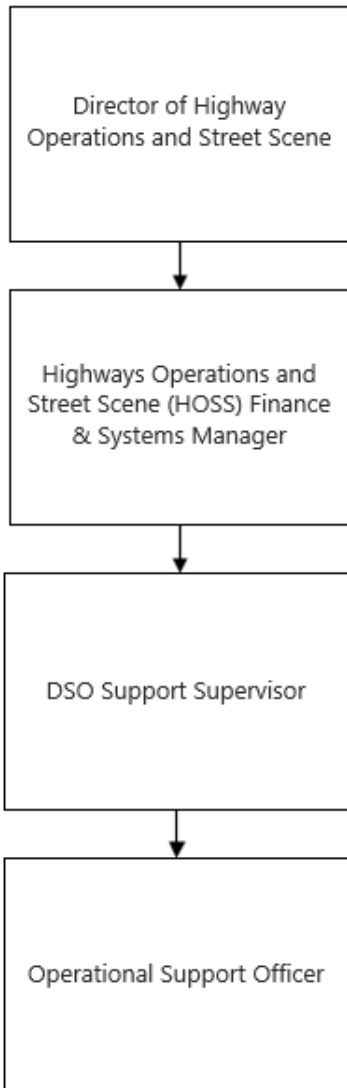 Director of Highway
Operations and Street Scene
Highways Operations and
Street Scene (HOSS) Finance
& Systems Manager
DSO Support Supervisor
Operational Support Officer